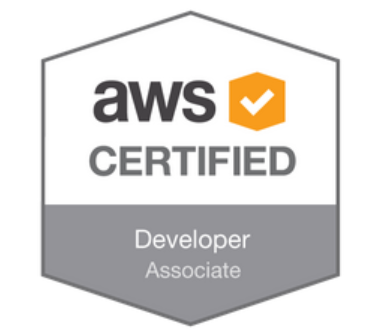 aws
CERTIFIED
Developer
Associate